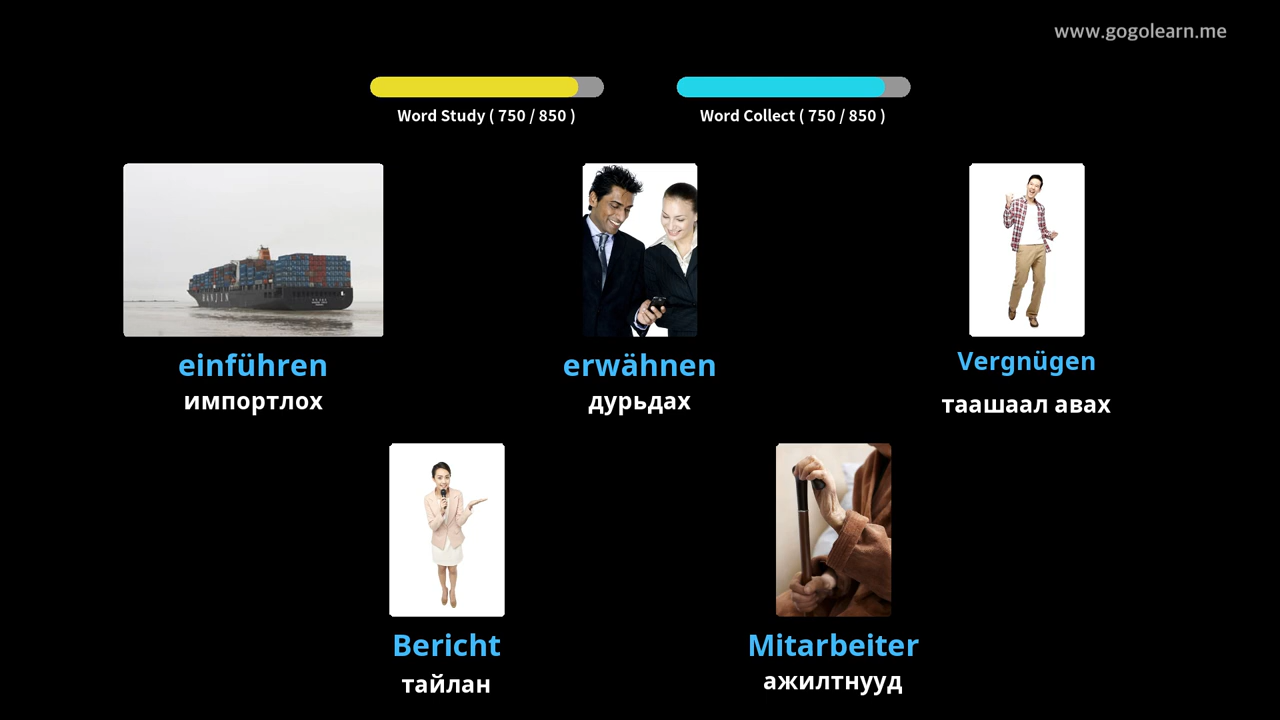 www.gogolearn.me
Word Study ( 750 / 850 )
Word Collect ( 750 / 850 )
HANJIN
einführen
импортлох
erwähnen
дурьдах
Vergnügen
таашаал авах
Bericht
тайлан
Mitarbeiter
ажилтнууд